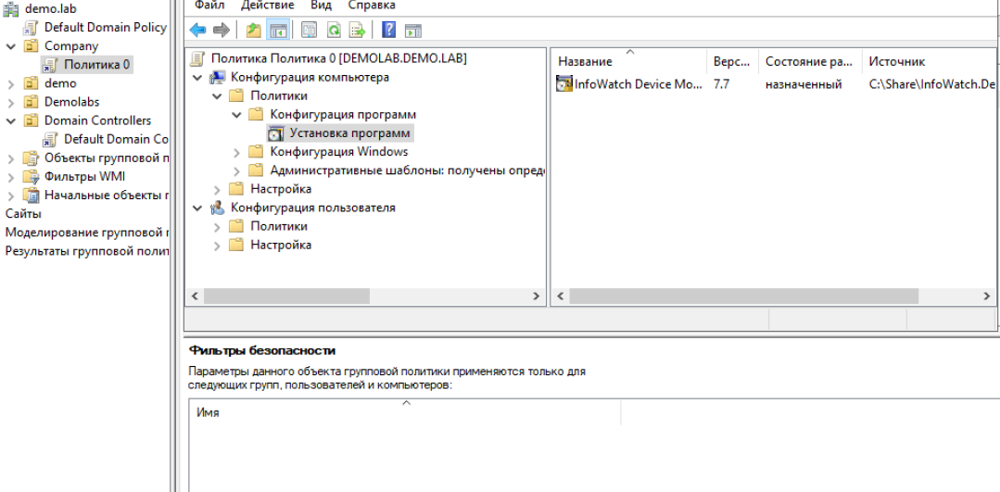 demo.lab
Default Domain Policy
Company
Политика 0
demo
Demolabs
Domain Controllers
Default Domain Co
Объекты групповой п
Фильтры WMI
Начальные объекты г
Сайты
Моделирование групповой г
Результаты групповой полит
Файл Действие Вид Справка
Политика Политика 0 [DEMOLAB.DEMO.LAB]
Конфигурация компьютера
Политики
Конфигурация программ
Установка программ
Конфигурация Windows
Административные шаблоны: получены опреде
Настройка
Конфигурация пользователя
Политики
Настройка
Название Верс... Состояние ра... Источник
InfoWatch Device Mo... 7.7 назначенный C:\Share\InfoWatch.De
Фильтры безопасности
Параметры данного объекта групповой политики применяются только для
следующих групп, пользователей и компьютеров:
Имя